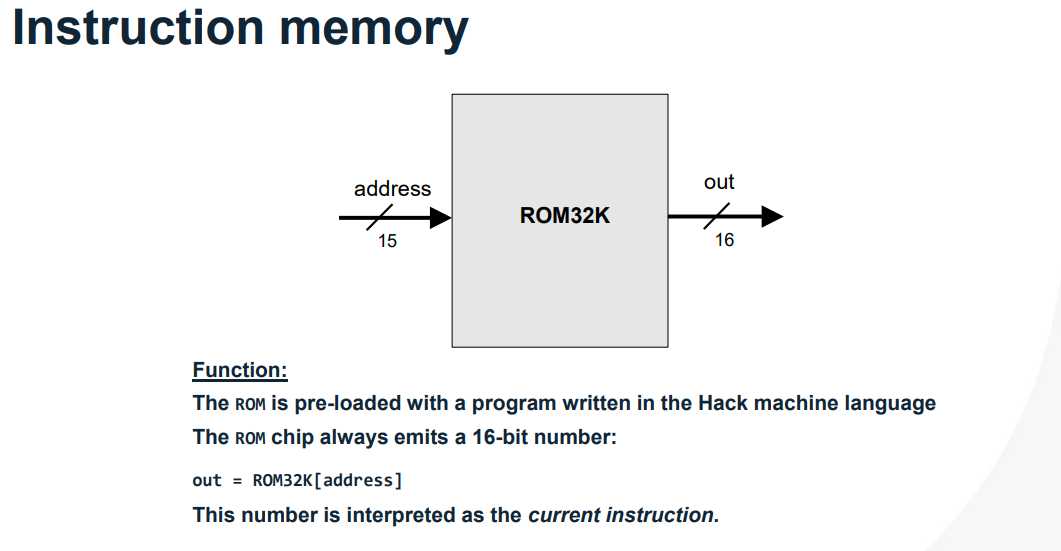 Instruction memory
address
15
ROM32K
out
16
Function:
The ROM is pre-loaded with a program written in the Hack machine language
The ROM chip always emits a 16-bit number:
out = ROM32K[address]
This number is interpreted as the current instruction.